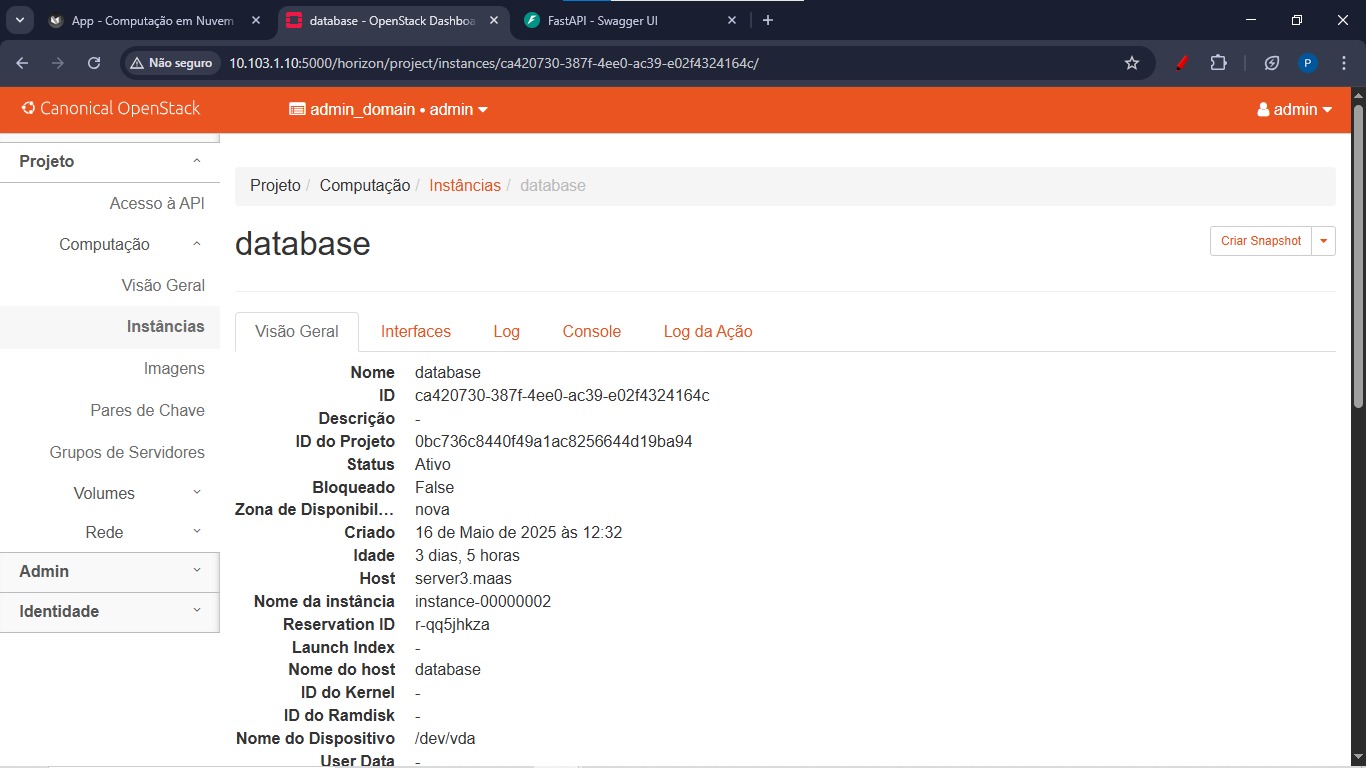 App - Computação em Nuvem
database - OpenStack Dashboa
FastAPI - Swagger UI
Não seguro
10.103.1.10:5000/horizon/project/instances/ca420730-387f-4ee0-ac39-e02f4324164c/
P
Canonical OpenStack
admin_domain • admin
admin
Projeto
Acesso à API
Computação
Visão Geral
Instâncias
Imagens
Pares de Chave
Grupos de Servidores
Volumes
Rede
Admin
Identidade
Projeto / Computação / Instâncias / database
database
Criar Snapshot
Visão Geral Interfaces Log Console Log da Ação
Nome database
ID ca420730-387f-4ee0-ac39-e02f4324164c
Descrição -
ID do Projeto 0bc736c8440f49a1ac8256644d19ba94
Status Ativo
Bloqueado False
Zona de Disponibil... nova
Criado 16 de Maio de 2025 às 12:32
Idade 3 dias, 5 horas
Host server3.maas
Nome da instância instance-00000002
Reservation ID r-qq5jhkza
Launch Index -
Nome do host database
ID do Kernel -
ID do Ramdisk -
Nome do Dispositivo /dev/vda
User Data -